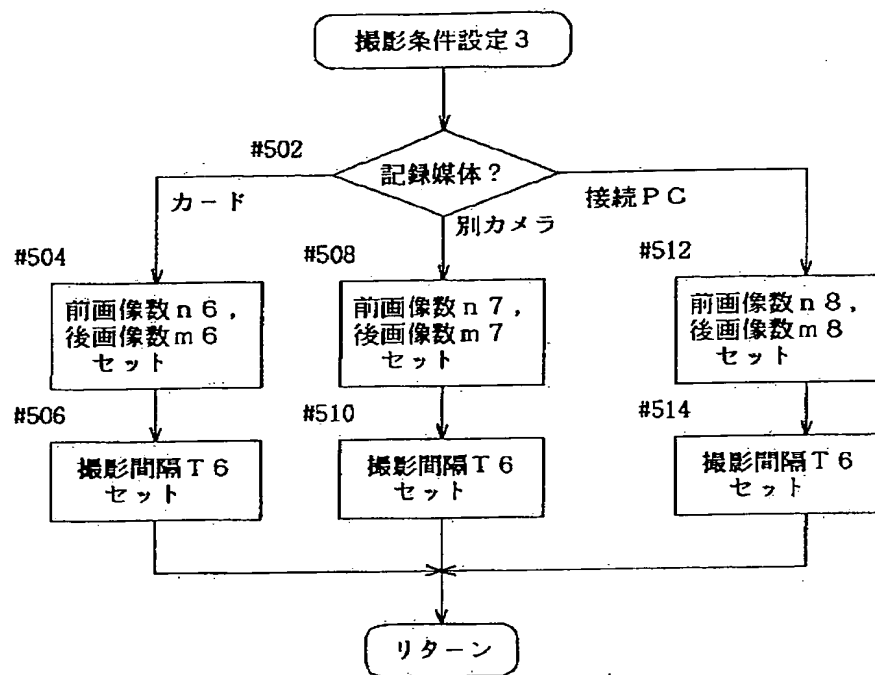 撮影条件設定3
#502
記録媒体?
カード
別カメラ
接続PC
#504
前画像数n6,
後画像数m6
セット
#508
前画像数n7,
後画像数m7
セット
#512
前画像数n8,
後画像数m8
セット
#506
撮影間隔T6
セット
#510
撮影間隔T6
セット
#514
撮影間隔T6
セット
リターン